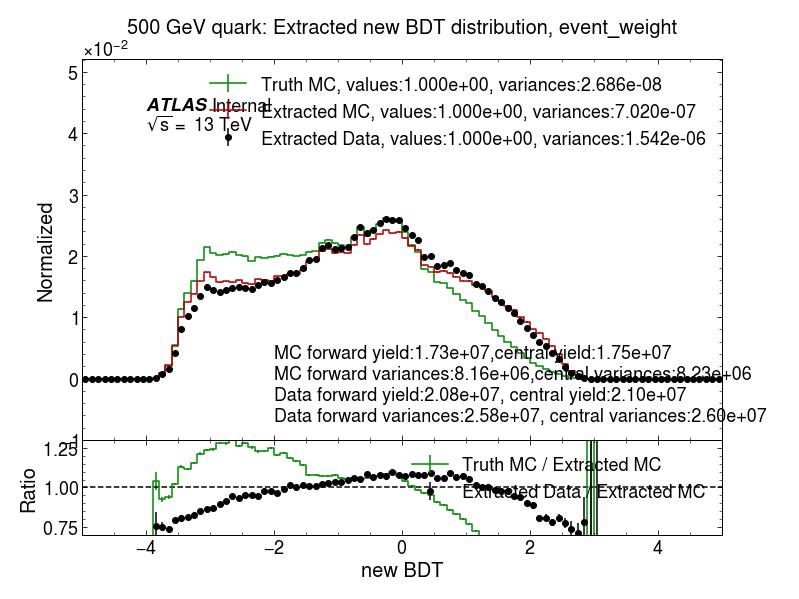 500 GeV quark: Extracted new BDT distribution, event_weight
×10−2
5
4
3
2
1
0
−1
Normalized
ATLAS Internal
√s = 13 TeV
Truth MC, values:1.000e+00, variances:2.686e-08
Extracted MC, values:1.000e+00, variances:7.020e-07
Extracted Data, values:1.000e+00, variances:1.542e-06
MC forward yield:1.73e+07,central yield:1.75e+07
MC forward variances:8.16e+06,central variances:8.23e+06
Data forward yield:2.08e+07, central yield:2.10e+07
Data forward variances:2.58e+07, central variances:2.60e+07
1.25
1.00
0.75
Ratio
Truth MC / Extracted MC
Extracted Data / Extracted MC
−4 −2 0 2 4
new BDT